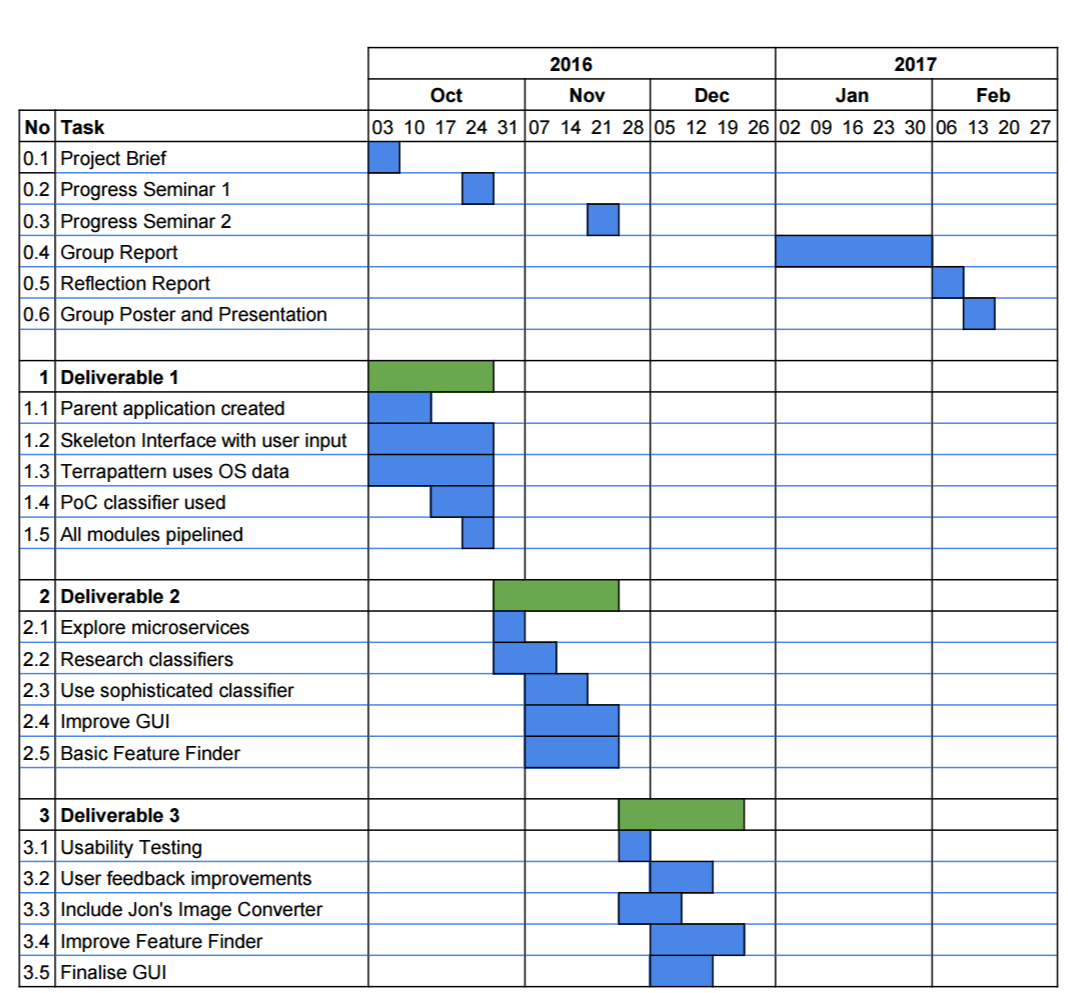 2016 2017
Oct Nov Dec Jan Feb
No Task 03 10 17 24 31 07 14 21 28 05 12 19 26 02 09 16 23 30 06 13 20 27
0.1 Project Brief
0.2 Progress Seminar 1
0.3 Progress Seminar 2
0.4 Group Report
0.5 Reflection Report
0.6 Group Poster and Presentation
1 Deliverable 1
1.1 Parent application created
1.2 Skeleton Interface with user input
1.3 Terrapattern uses OS data
1.4 PoC classifier used
1.5 All modules pipelined
2 Deliverable 2
2.1 Explore microservices
2.2 Research classifiers
2.3 Use sophisticated classifier
2.4 Improve GUI
2.5 Basic Feature Finder
3 Deliverable 3
3.1 Usability Testing
3.2 User feedback improvements
3.3 Include Jon's Image Converter
3.4 Improve Feature Finder
3.5 Finalise GUI